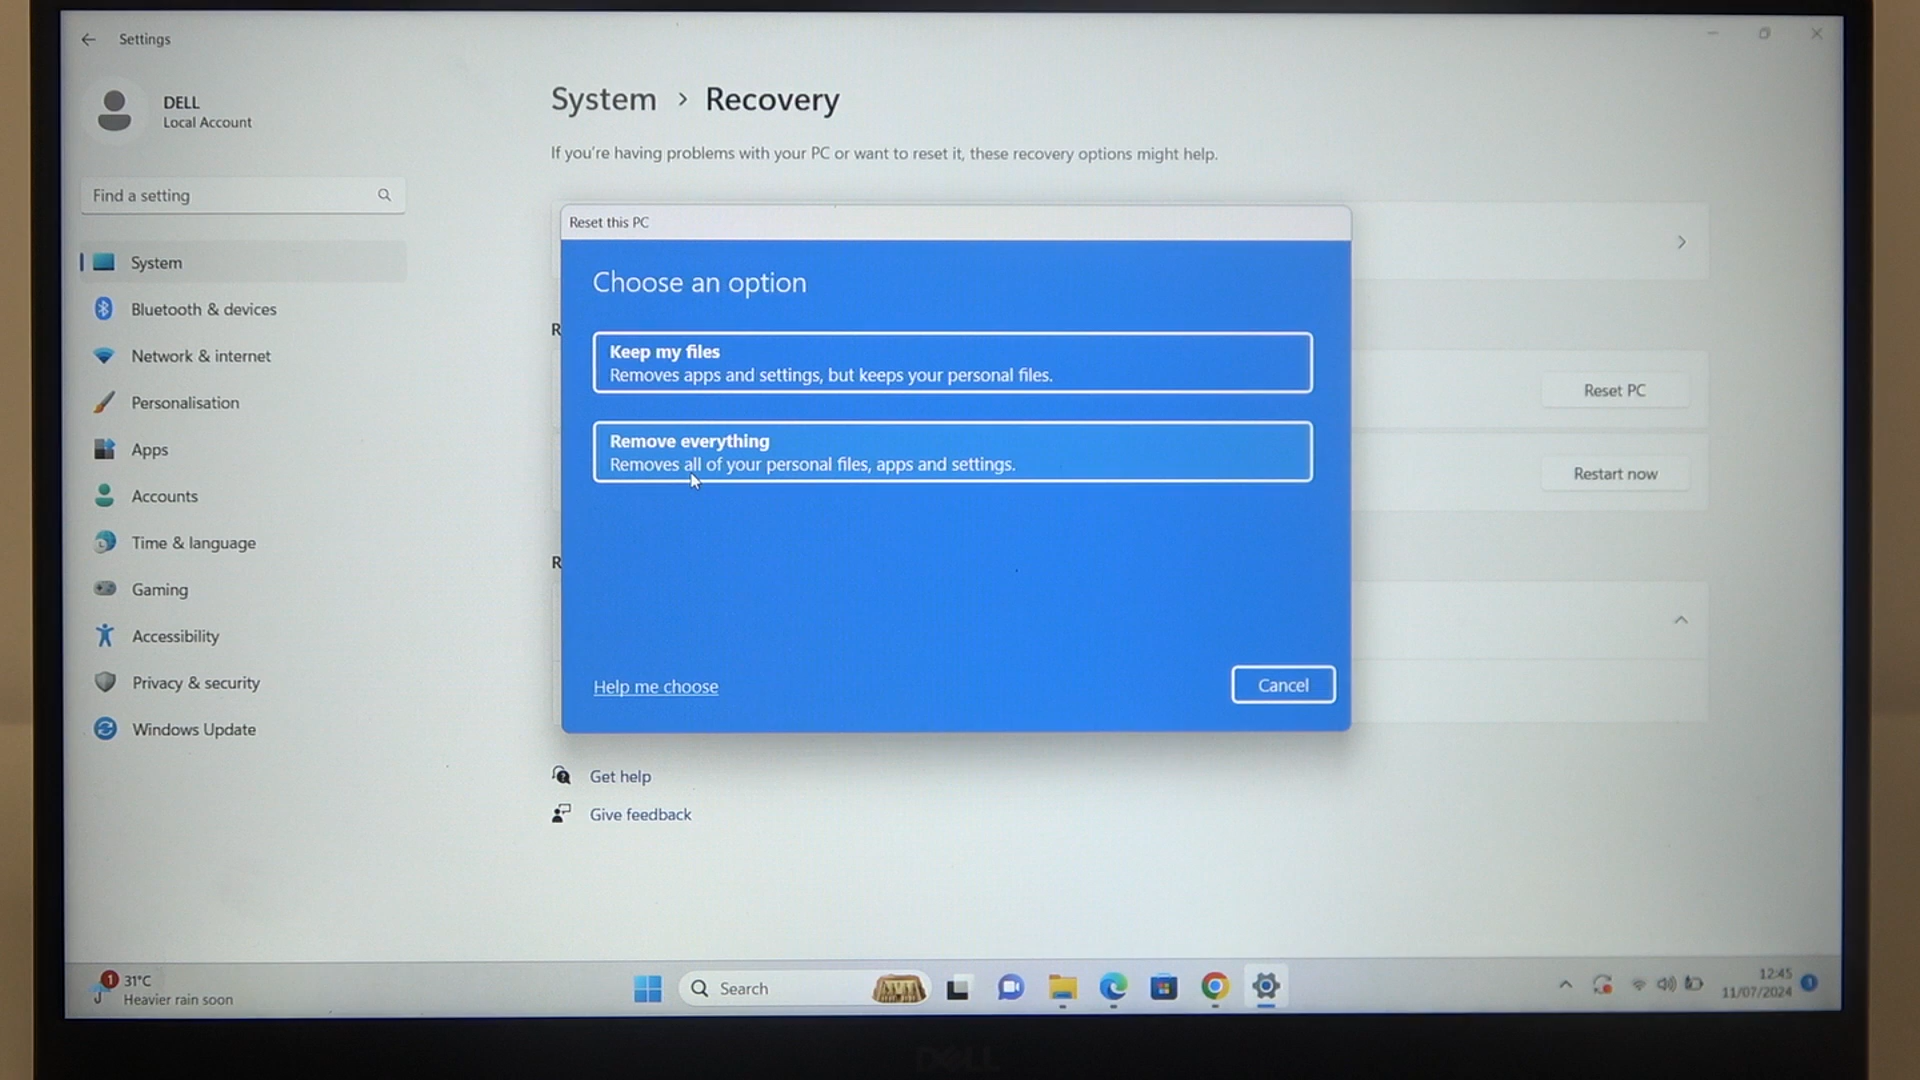 Settings
DELL
Local Account
Find a setting
System
Bluetooth & devices
Network & internet
Personalisation
Apps
Accounts
Time & language
Gaming
Accessibility
Privacy & security
Windows Update
System > Recovery
If you're having problems with your PC or want to reset it, these recovery options might help.
R
Reset PC
Restart now
R
Reset this PC
Choose an option
Keep my files
Removes apps and settings, but keeps your personal files.
Remove everything
Removes all of your personal files, apps and settings.
Help me choose
Cancel
Get help
Give feedback
1
31°C
Heavier rain soon
Search
12:45
11/07/2024
1
DELL